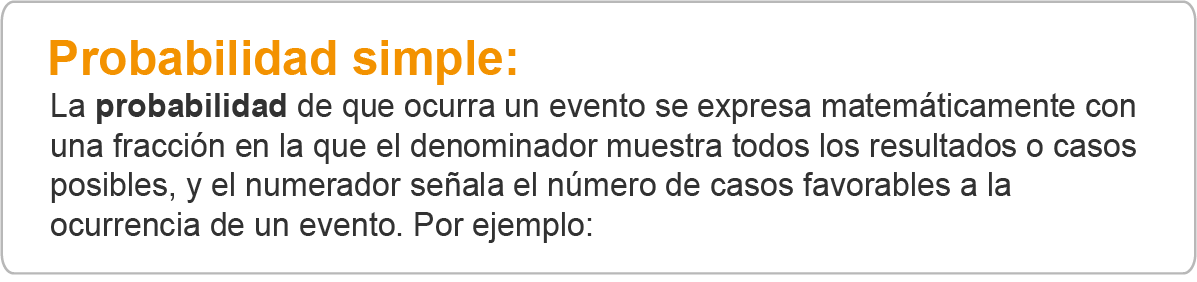 Probabilidad simple:
La probabilidad de que ocurra un evento se expresa matemáticamente con
una fracción en la que el denominador muestra todos los resultados o casos
posibles, y el numerador señala el número de casos favorables a la
ocurrencia de un evento. Por ejemplo: